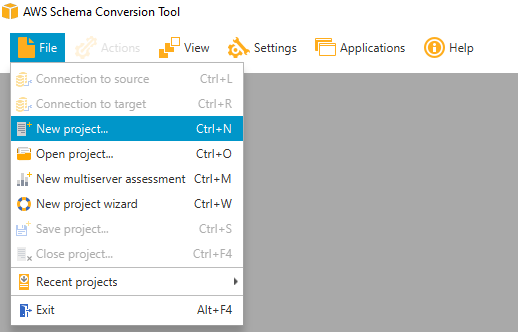 AWS Schema Conversion Tool
File Actions View Settings Applications Help
Connection to source Ctrl+L
Connection to target Ctrl+R
New project... Ctrl+N
Open project... Ctrl+O
New multiserver assessment Ctrl+M
New project wizard Ctrl+W
Save project... Ctrl+S
Close project... Ctrl+F4
Recent projects
Exit Alt+F4